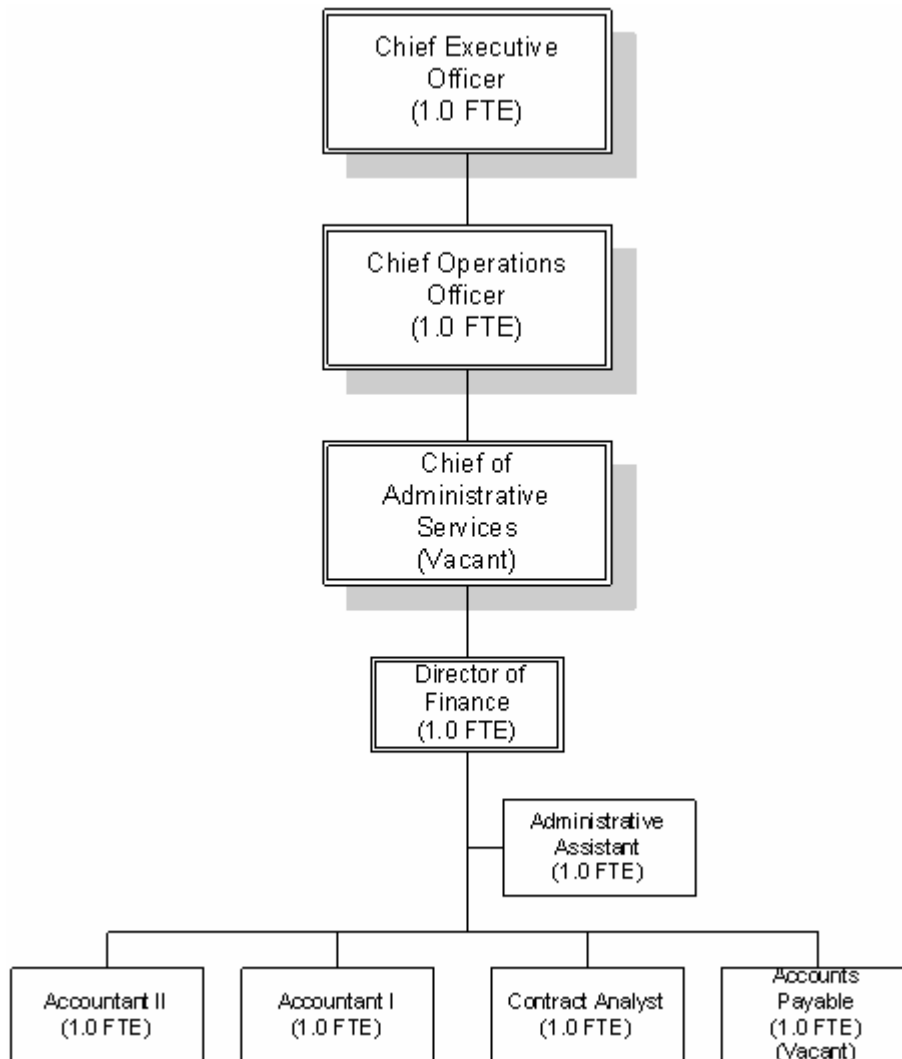 Chief Executive
Officer
(1.0 FTE)
Chief Operations
Officer
(1.0 FTE)
Chief of
Administrative
Services
(Vacant)
Director of
Finance
(1.0 FTE)
Administrative
Assistant
(1.0 FTE)
Accountant II
(1.0 FTE)
Accountant I
(1.0 FTE)
Contract Analyst
(1.0 FTE)
Accounts
Payable
(1.0 FTE)
(Vacant)